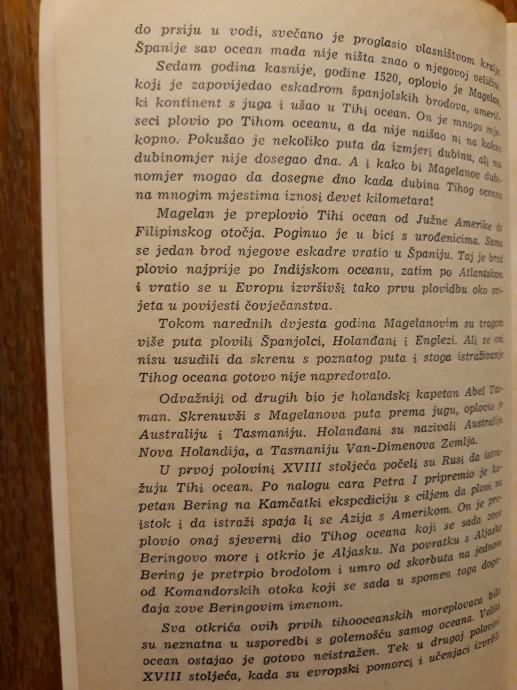 do prsiju u vodi, svečano je proglasio vlasništvom kralja
Španije sav ocean mada nije ništa znao o njegovoj veličini.
Sedam godina kasnije, godine 1520, oplovio je Magelan,
koji je zapovijedao eskadrom španjolskih brodova, američ-
ki kontinent s juga i ušao u Tihi ocean. On je mnogo mje-
seci plovio po Tihom oceanu, a da nije naišao ni na kakvo
kopno. Pokušao je nekoliko puta da izmjeri dubinu, ali mu
dubinomjer nije dosegao dna. A i kako bi Magelanov dubi-
nomjer mogao da dosegne dno kada dubina Tihog oceana
na mnogim mjestima iznosi devet kilometara!
Magelan je preplovio Tihi ocean od Južne Amerike do
Filipinskog otočja. Poginuo je u bici s urođenicima. Samo
se jedan brod njegove eskadre vratio u Španiju. Taj je brod
plovio najprije po Indijskom oceanu, zatim po Atlantskom
i vratio se u Evropu izvršivši tako prvu plovidbu oko svi-
jeta u povijesti čovječanstva.
Tokom narednih dvjesta godina Magelanovim su tragom
više puta plovili Španjolci, Holanđani i Englezi. Ali se oni
nisu usudili da skrenu s poznatog puta i stoga istraživanje
Tihog oceana gotovo nije napredovalo.
Odvažniji od drugih bio je holandski kapetan Abel Tas-
man. Skrenuvši s Magelanova puta prema jugu, oplovio je
Australiju i Tasmaniju. Holanđani su nazivali Australiju
Nova Holandija, a Tasmaniju Van-Dimenova Zemlja.
U prvoj polovini XVIII stoljeća počeli su Rusi da istra-
žuju Tihi ocean. Po nalogu cara Petra I pripremio je ka-
petan Bering na Kamčatki ekspediciju s ciljem da plovi na
istok i da istraži spaja li se Azija s Amerikom. On je pre-
plovio onaj sjeverni dio Tihog oceana koji se sada zove
Beringovo more i otkrio je Aljasku. Na povratku s Aljaske
Bering je pretrpio brodolom i umro od skorbuta na jednom
od Komandorskih otoka koji se sada u spomen toga doga-
đaja zove Beringovim imenom.
Sva otkrića ovih prvih tihooceanskih moreplovaca bila
su neznatna u usporedbi s golemošću samog oceana. Veliki
ocean ostajao je gotovo neistražen. Tek u drugoj polovini
XVIII stoljeća, kada su evropski pomorci i učenjaci izvršili